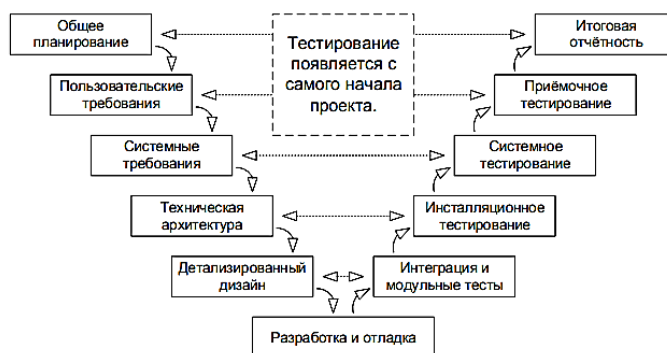 Общее
планирование
Тестирование
появляется с
самого начала
проекта.
Итоговая
отчётность
Пользовательские
требования
Приёмочное
тестирование
Системные
требования
Системное
тестирование
Техническая
архитектура
Инсталляционное
тестирование
Детализированный
дизайн
Интеграция и
модульные тесты
Разработка и отладка